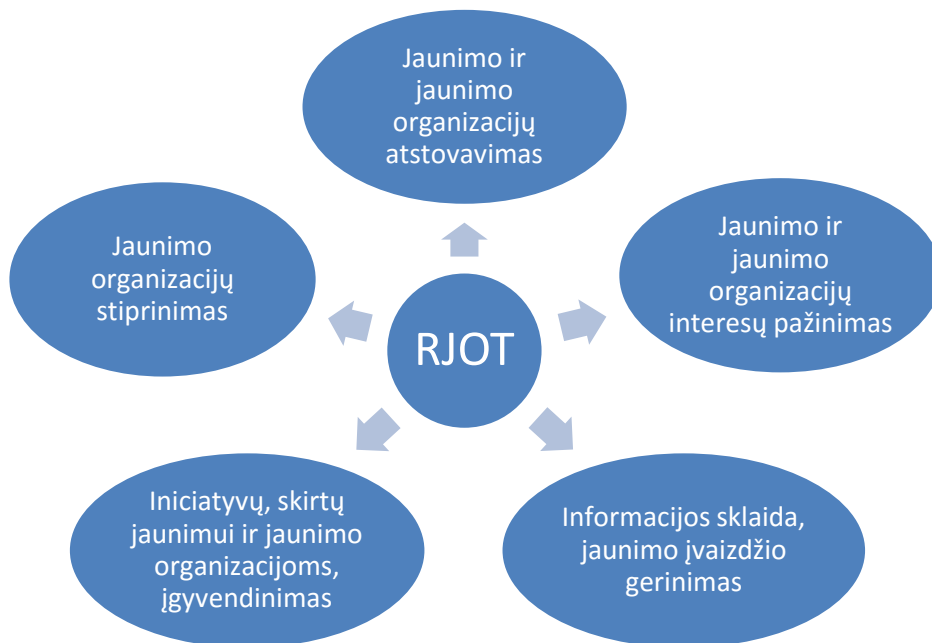 Jaunimo ir
jaunimo
organizacijų
atstovavimas
Jaunimo
organizacijų
stiprinimas
Jaunimo ir
jaunimo
organizacijų
interesų pažinimas
RJOT
Iniciatyvų, skirtų
jaunimui ir jaunimo
organizacijoms,
įgyvendinimas
Informacijos sklaida,
jaunimo įvaizdžio
gerinimas